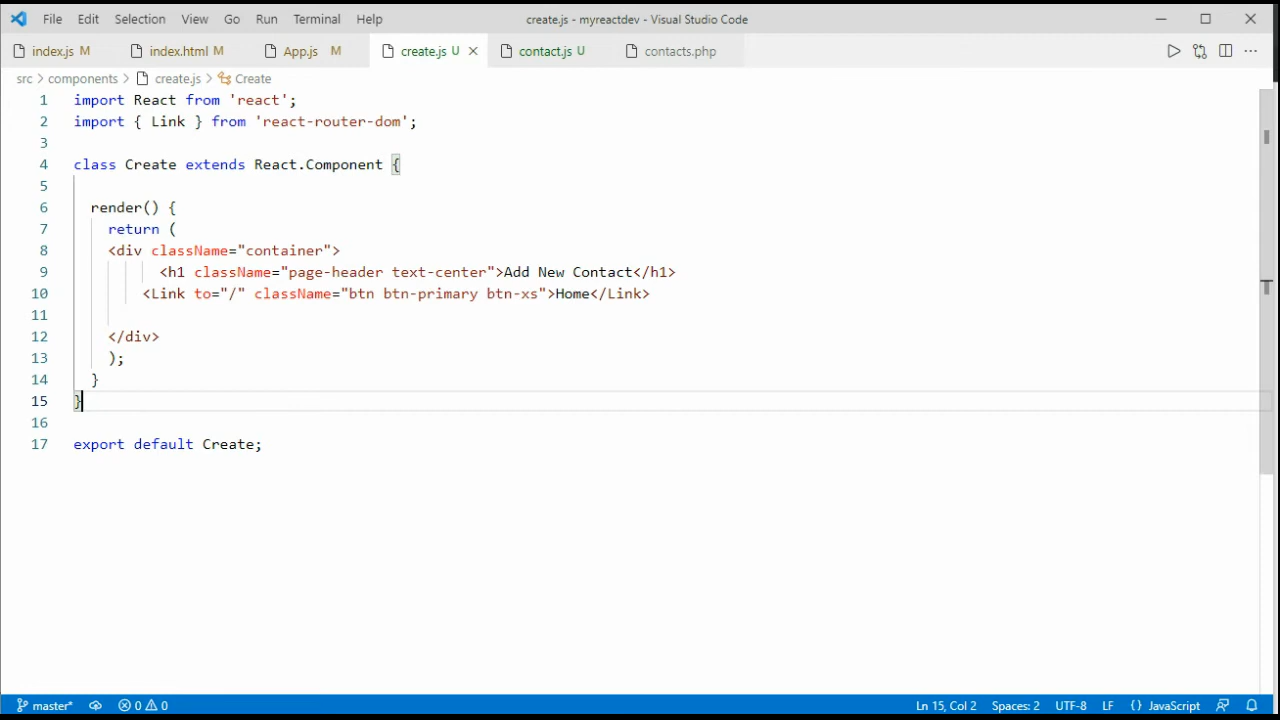 File Edit Selection View Go Run Terminal Help create.js - myreactdev - Visual Studio Code
index.js M index.html M App.js M create.js U contact.js U contacts.php
src > components > create.js > Create
1 import React from 'react';
2 import { Link } from 'react-router-dom';
3
4 class Create extends React.Component {
5
6 render() {
7 return (
8 <div className="container">
9 <h1 className="page-header text-center">Add New Contact</h1>
10 <Link to="/" className="btn btn-primary btn-xs">Home</Link>
11
12 </div>
13 );
14 }
15 }
16
17 export default Create;
master* 0 0 Ln 15, Col 2 Spaces: 2 UTF-8 LF {} JavaScript